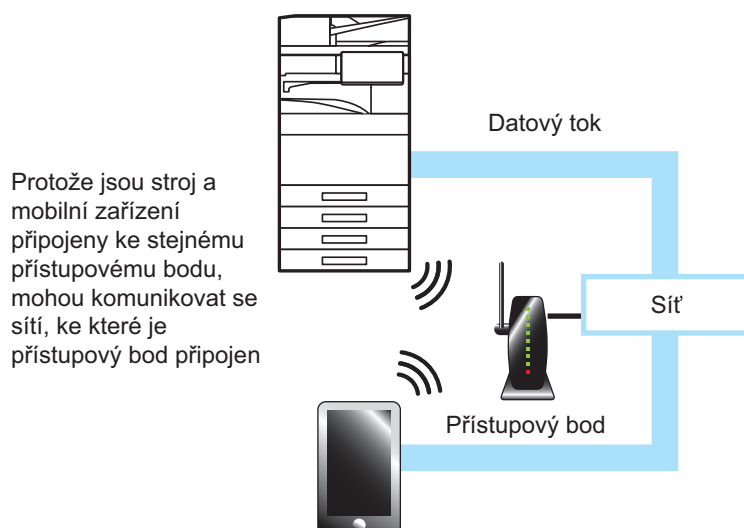 Datový tok
Protože jsou stroj a
mobilní zařízení
připojeny ke stejnému
přístupovému bodu,
mohou komunikovat se
sítí, ke které je
přístupový bod připojen
Síť
Přístupový bod